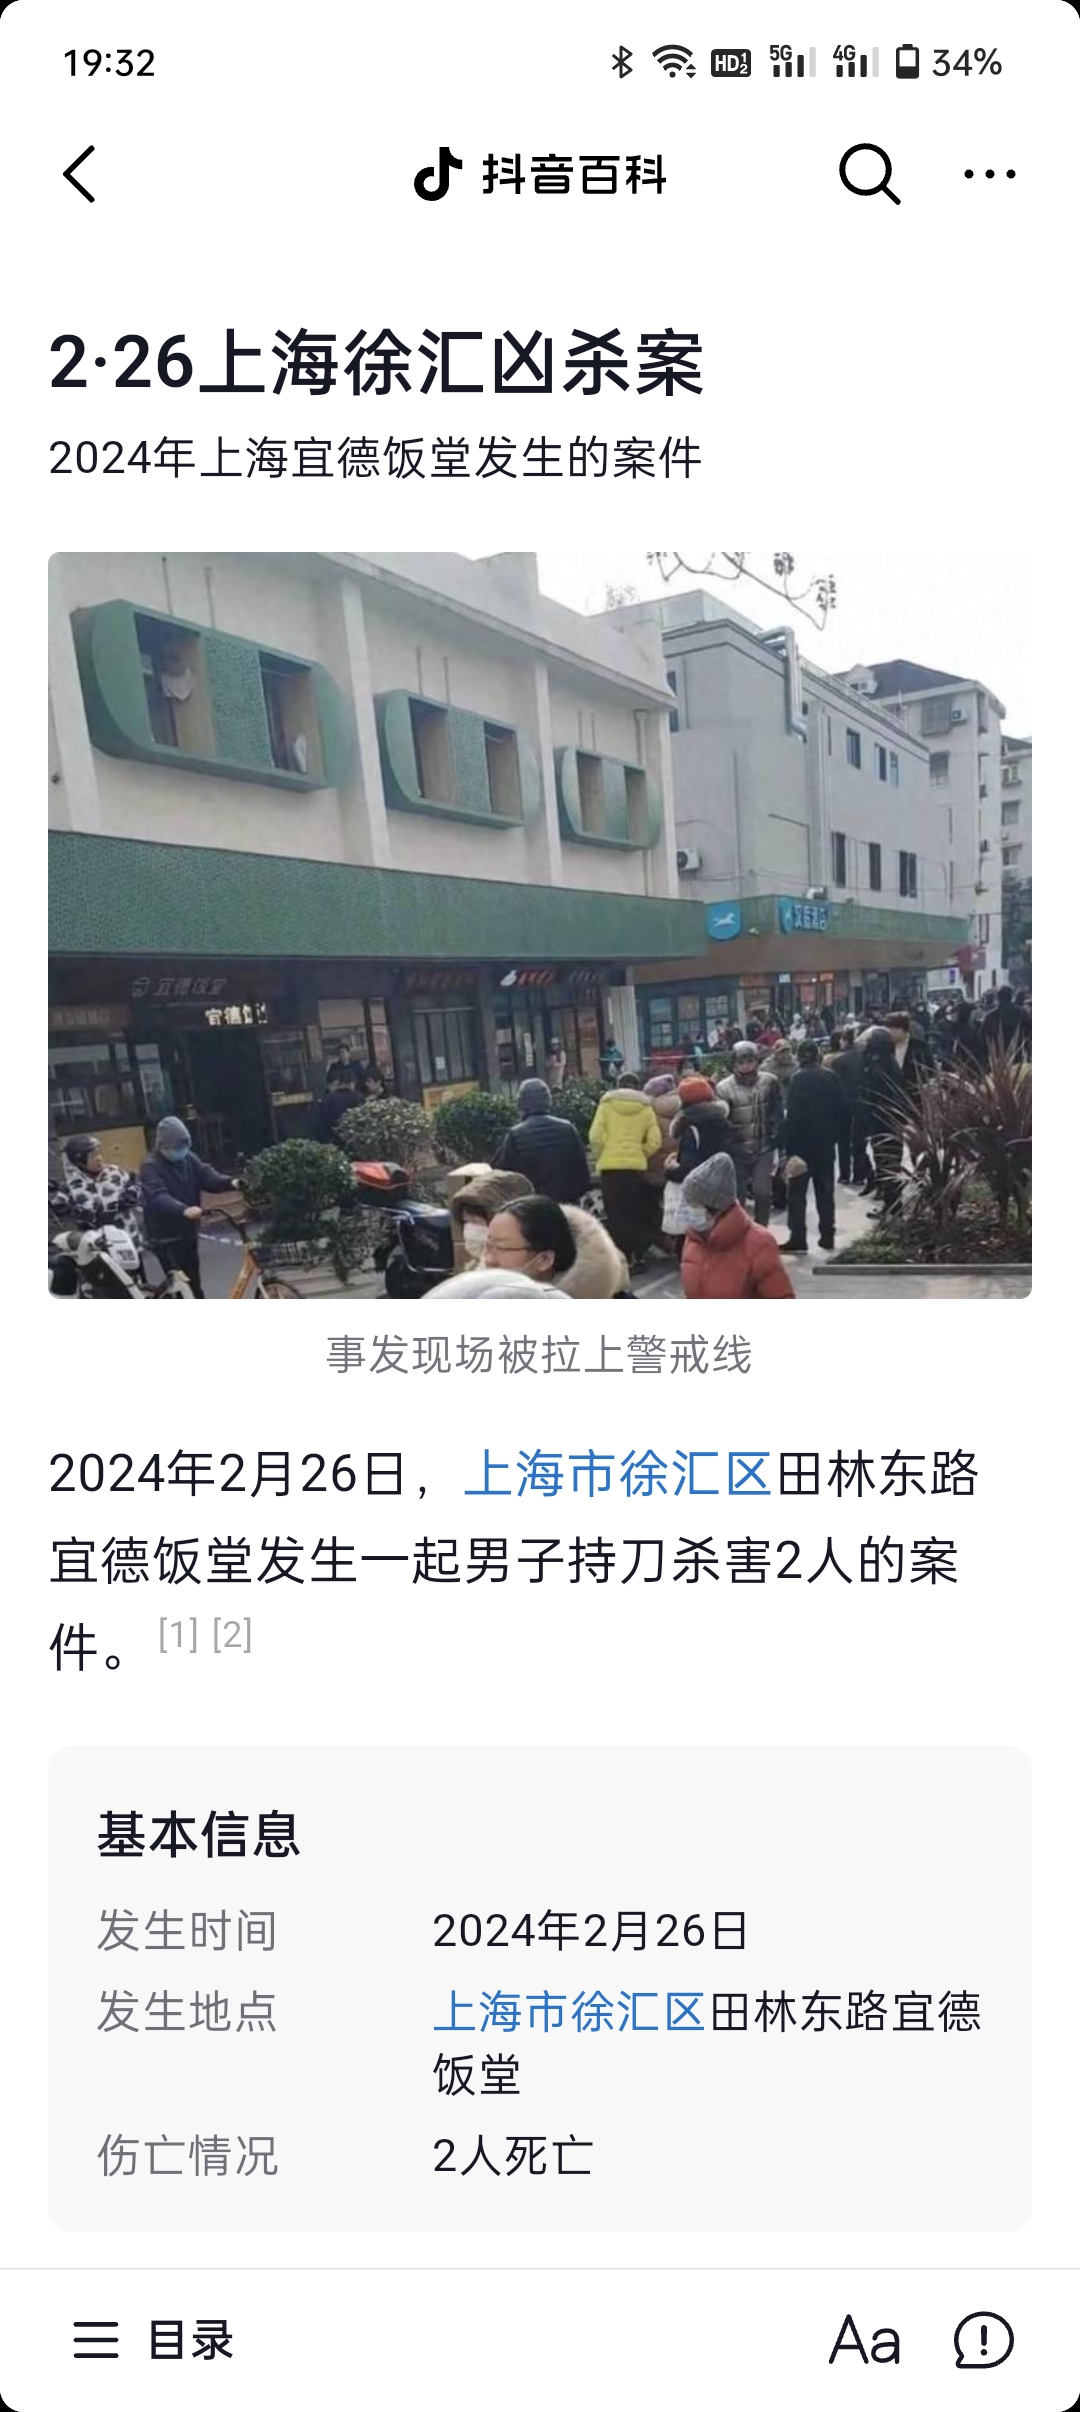 19:32
HD 1 2 5G 4G 34%
抖音百科
2·26上海徐汇凶杀案
2024年上海宜德饭堂发生的案件
汉庭酒店
宜德饭堂
事发现场被拉上警戒线
2024年2月26日，上海市徐汇区田林东路
宜德饭堂发生一起男子持刀杀害2人的案
件。[1] [2]
基本信息
发生时间 2024年2月26日
发生地点 上海市徐汇区田林东路宜德
饭堂
伤亡情况 2人死亡
目录 Aa